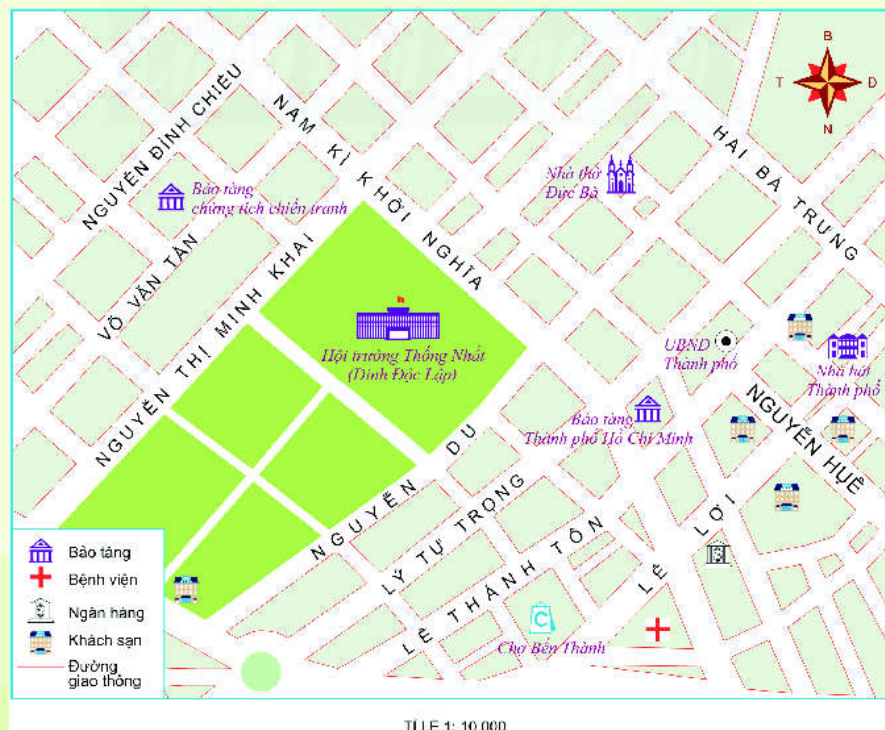 B
T
Đ
N
NGUYỄN ĐÌNH CHIỂU
NAM KÌ KHỞI NGHĨA
HAI BÀ TRƯNG
Nhà thờ
Đức Bà
Bảo tàng
chứng tích chiến tranh
VÕ VĂN TẦN
NGUYỄN THỊ MINH KHAI
Hội trường Thống Nhất
(Dinh Độc Lập)
UBND
Thành phố
Nhà hát
Thành phố
Bảo tàng
Thành phố Hồ Chí Minh
NGUYỄN HUỆ
NGUYỄN DU
LÝ TỰ TRỌNG
LÊ THÁNH TÔN
LÊ LỢI
C
Chợ Bến Thành
Bảo tàng
Bệnh viện
Ngân hàng
Khách sạn
Đường
giao thông
TỈ LỆ 1: 10 000